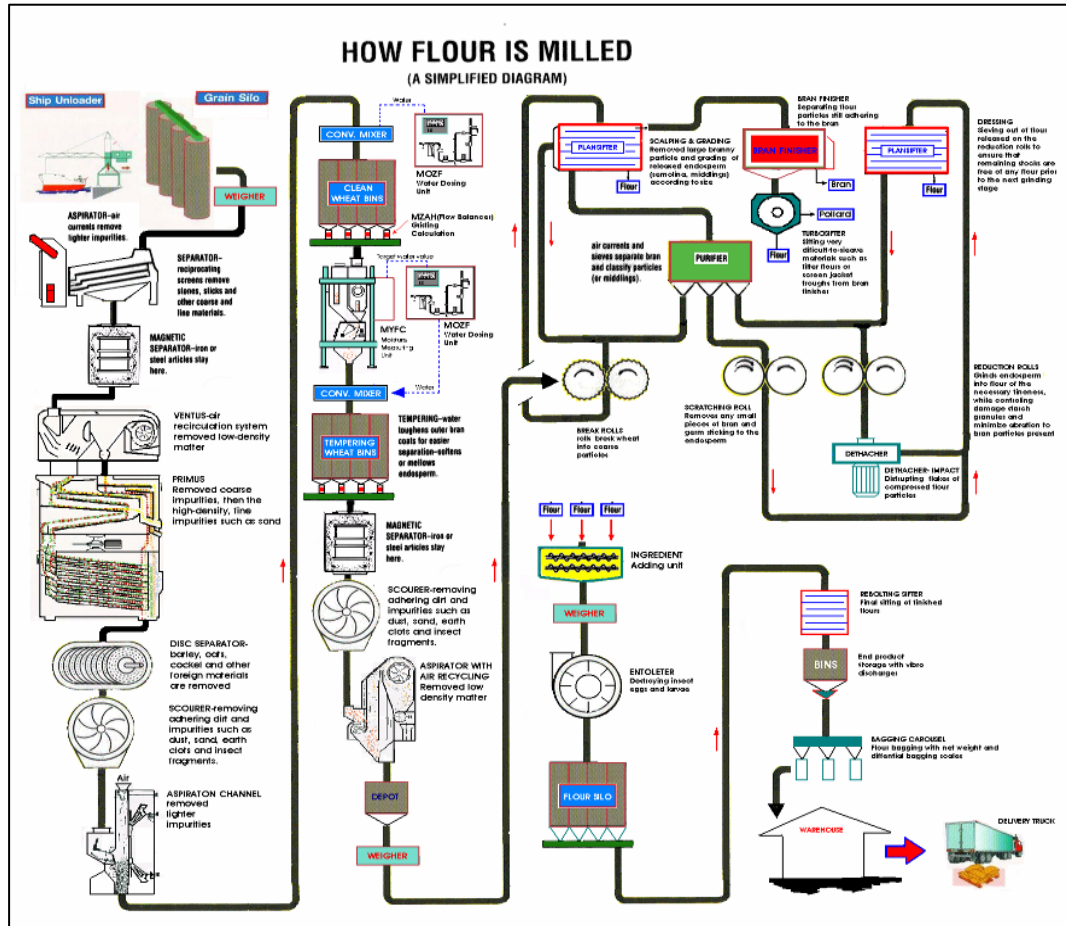 HOW FLOUR IS MILLED
(A SIMPLIFIED DIAGRAM)
Ship Unloader
Grain Silo
WEIGHER
ASPIRATOR-air
currents remove
lighter impurities.
SEPARATOR-
reciprocating
screens remove
stones, sticks and
other coarse and
line materials.
MAGNETIC
SEPARATOR-iron or
steel articles stay
here.
VENTUS-air
recirculation system
removed low-density
matter
PRIMUS
Removed coarse
impurities, then the
high-density, fine
impurities such as sand
DISC SEPARATOR-
barley, oats,
cockel and other
foreign materials
are removed
SCOURER-removing
adhering dirt and
impurities such as
dust, sand, earth
clots and insect
fragments.
Air
ASPIRATON CHANNEL
removed
lighter
impurities
Water
CONV. MIXER
MOZF
Water Dosing
Unit
CLEAN
WHEAT BINS
MZAH(Flow Balancer)
Gristing
Calculation
Target water value
MYFC
Moisture
Measuring
Unit
MOZF
Water Dosing
Unit
CONV. MIXER
Water
TEMPERING
WHEAT BINS
TEMPERING-water
toughens outer bran
coats for easier
separation-softens
or mellows
endosperm.
MAGNETIC
SEPARATOR-iron or
steel articles stay
here.
SCOURER-removing
adhering dirt and
impurities such as
dust, sand, earth
clots and insect
fragments.
ASPIRATOR WITH
AIR RECYCLING
Removed low
density matter
DEPOT
WEIGHER
PLANSIFTER
Flour
SCALPING & GRADING
Removed large branny
particle and grading of
released endosperm
(semolina, middlings)
according to size
BRAN FINISHER
Separating flour
particles still adhering
to the bran
BRAN FINISHER
Bran
Pollard
Flour
TURBOSIFTER
Sifting very
difficult-to-sieve
materials such as
filter flours or
screen jacket
troughs from bran
finisher
PLANSIFTER
Flour
DRESSING
Sieving out of flour
released on the
reduction rolls to
ensure that
remaining stocks are
free of any flour prior
to the next grinding
stage
air currents and
sieves separate bran
and classify particles
(or middlings).
PURIFIER
BREAK ROLLS
rolls break wheat
into coarse
particles
SCRATCHING ROLL
Removes any small
pieces of bran and
germ sticking to the
endosperm
REDUCTION ROLLS
Grinds endosperm
into flour of the
necessary fineness,
while controling
damage starch
granules and
minimize abration to
bran particles present
DETHACHER
DETHACHER- IMPACT
Distrupting flakes of
compressed flour
particles
Flour
Flour
Flour
INGREDIENT
Adding unit
WEIGHER
ENTOLETER
Destroying insect
eggs and larvae
FLOUR SILO
REBOLTING SIFTER
Final sifting of finished
flours
BINS
End product
storage with vibro
discharger
BAGGING CAROUSEL
Flour bagging with net weight and
diffential bagging scales
WAREHOUSE
DELIVERY TRUCK